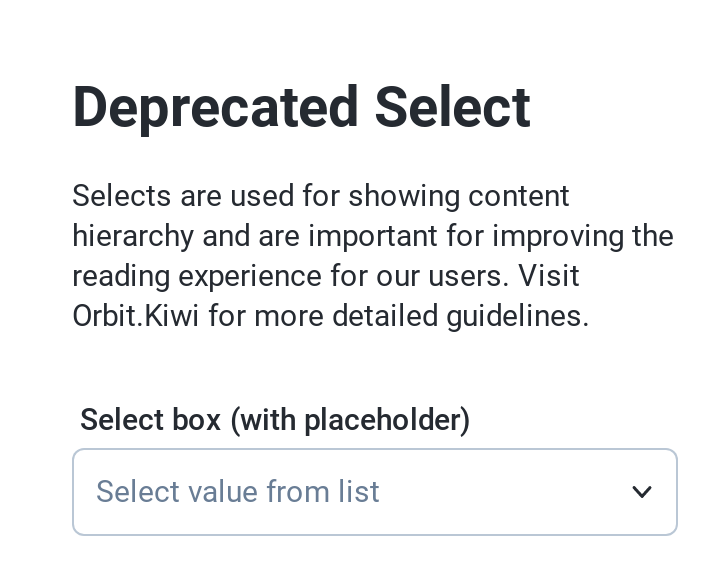 Deprecated Select
Selects are used for showing content
hierarchy and are important for improving the
reading experience for our users. Visit
Orbit.Kiwi for more detailed guidelines.
Select box (with placeholder)
Select value from list